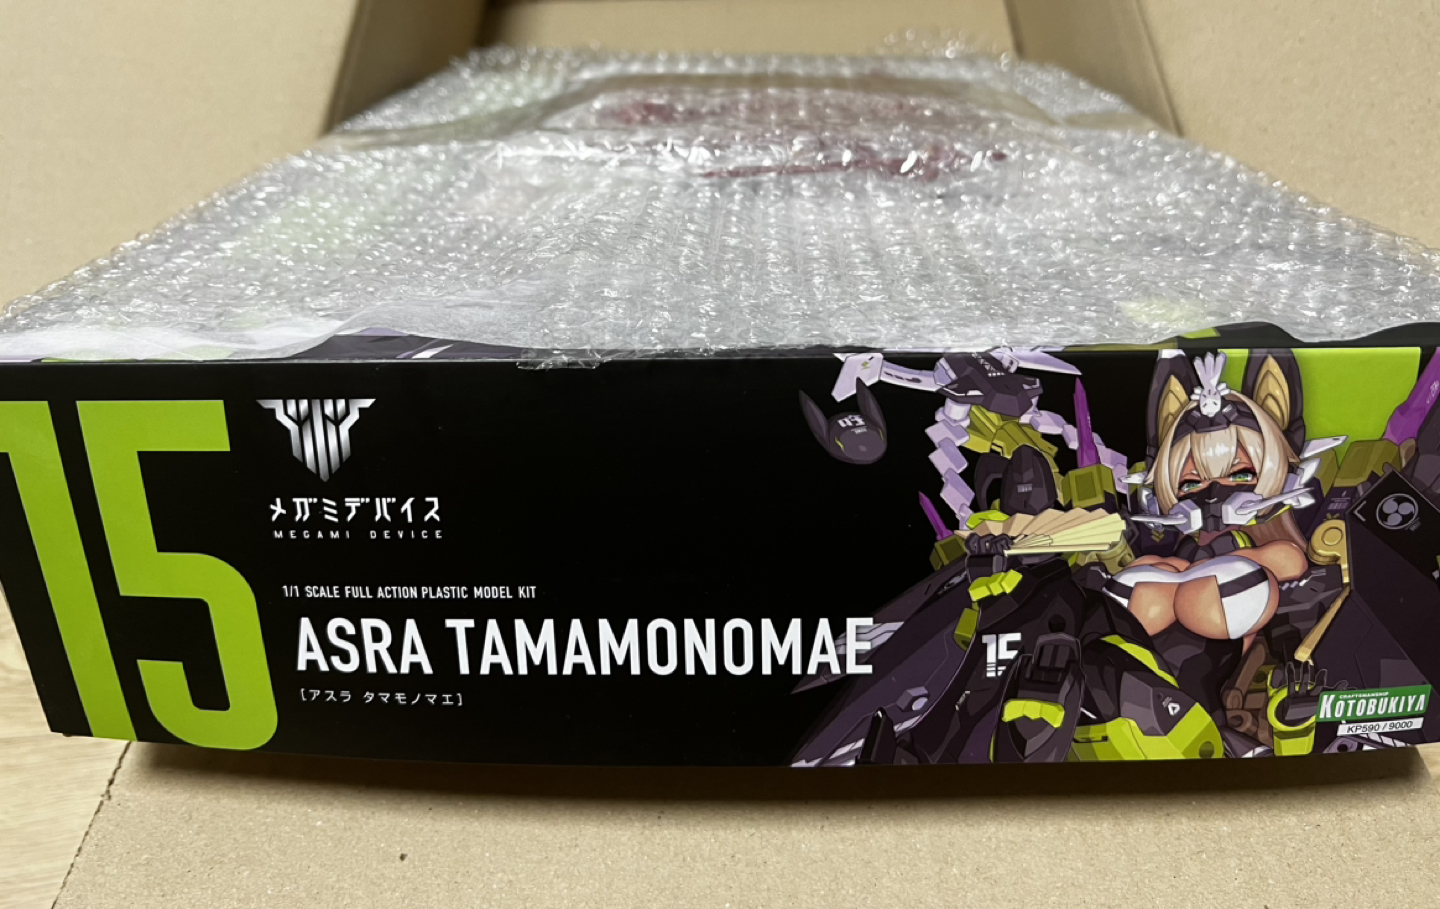 15
メガミデバイス
MEGAMI DEVICE
1/1 SCALE FULL ACTION PLASTIC MODEL KIT
ASRA TAMAMONOMAE
[アスラ タマモノマエ]
15
CRAFTSMANSHIP
KOTOBUKIYA
KP590 / 9000